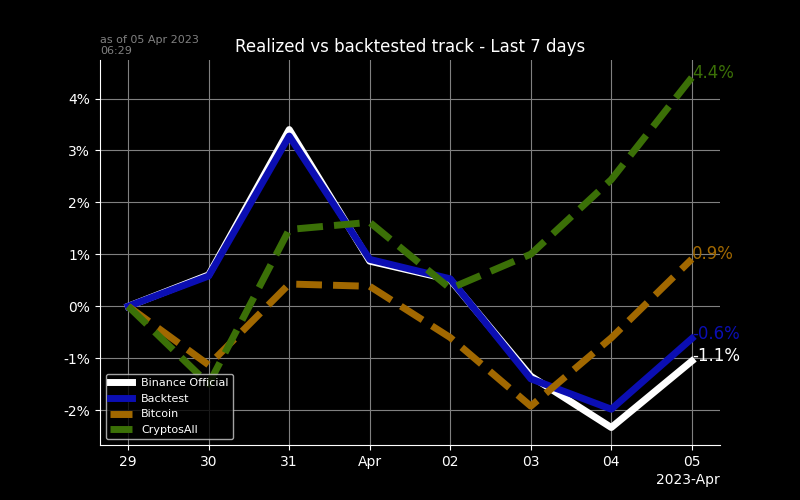 as of 05 Apr 2023
06:29
Realized vs backtested track - Last 7 days
4.4%
4%
3%
2%
1%
0.9%
0%
-0.6%
-1.1%
-1%
-2%
Binance Official
Backtest
Bitcoin
CryptosAll
29 30 31 Apr 02 03 04 05
2023-Apr